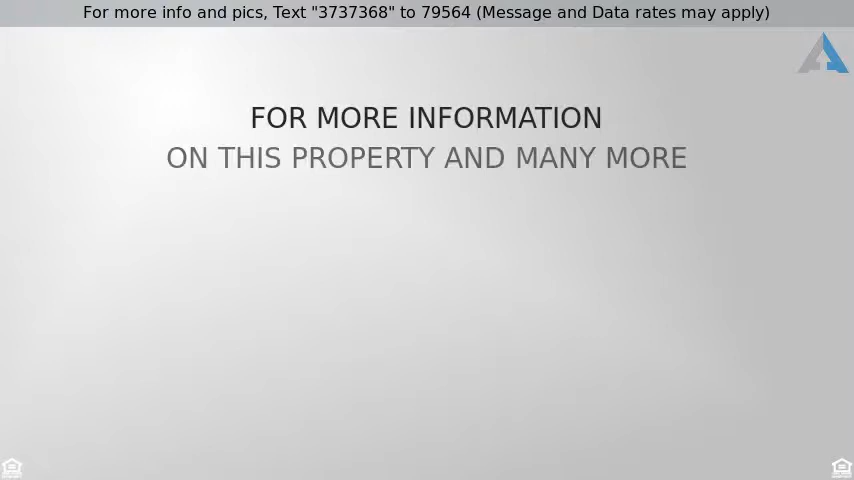 For more info and pics, Text "3737368" to 79564 (Message and Data rates may apply)
FOR MORE INFORMATION
ON THIS PROPERTY AND MANY MORE